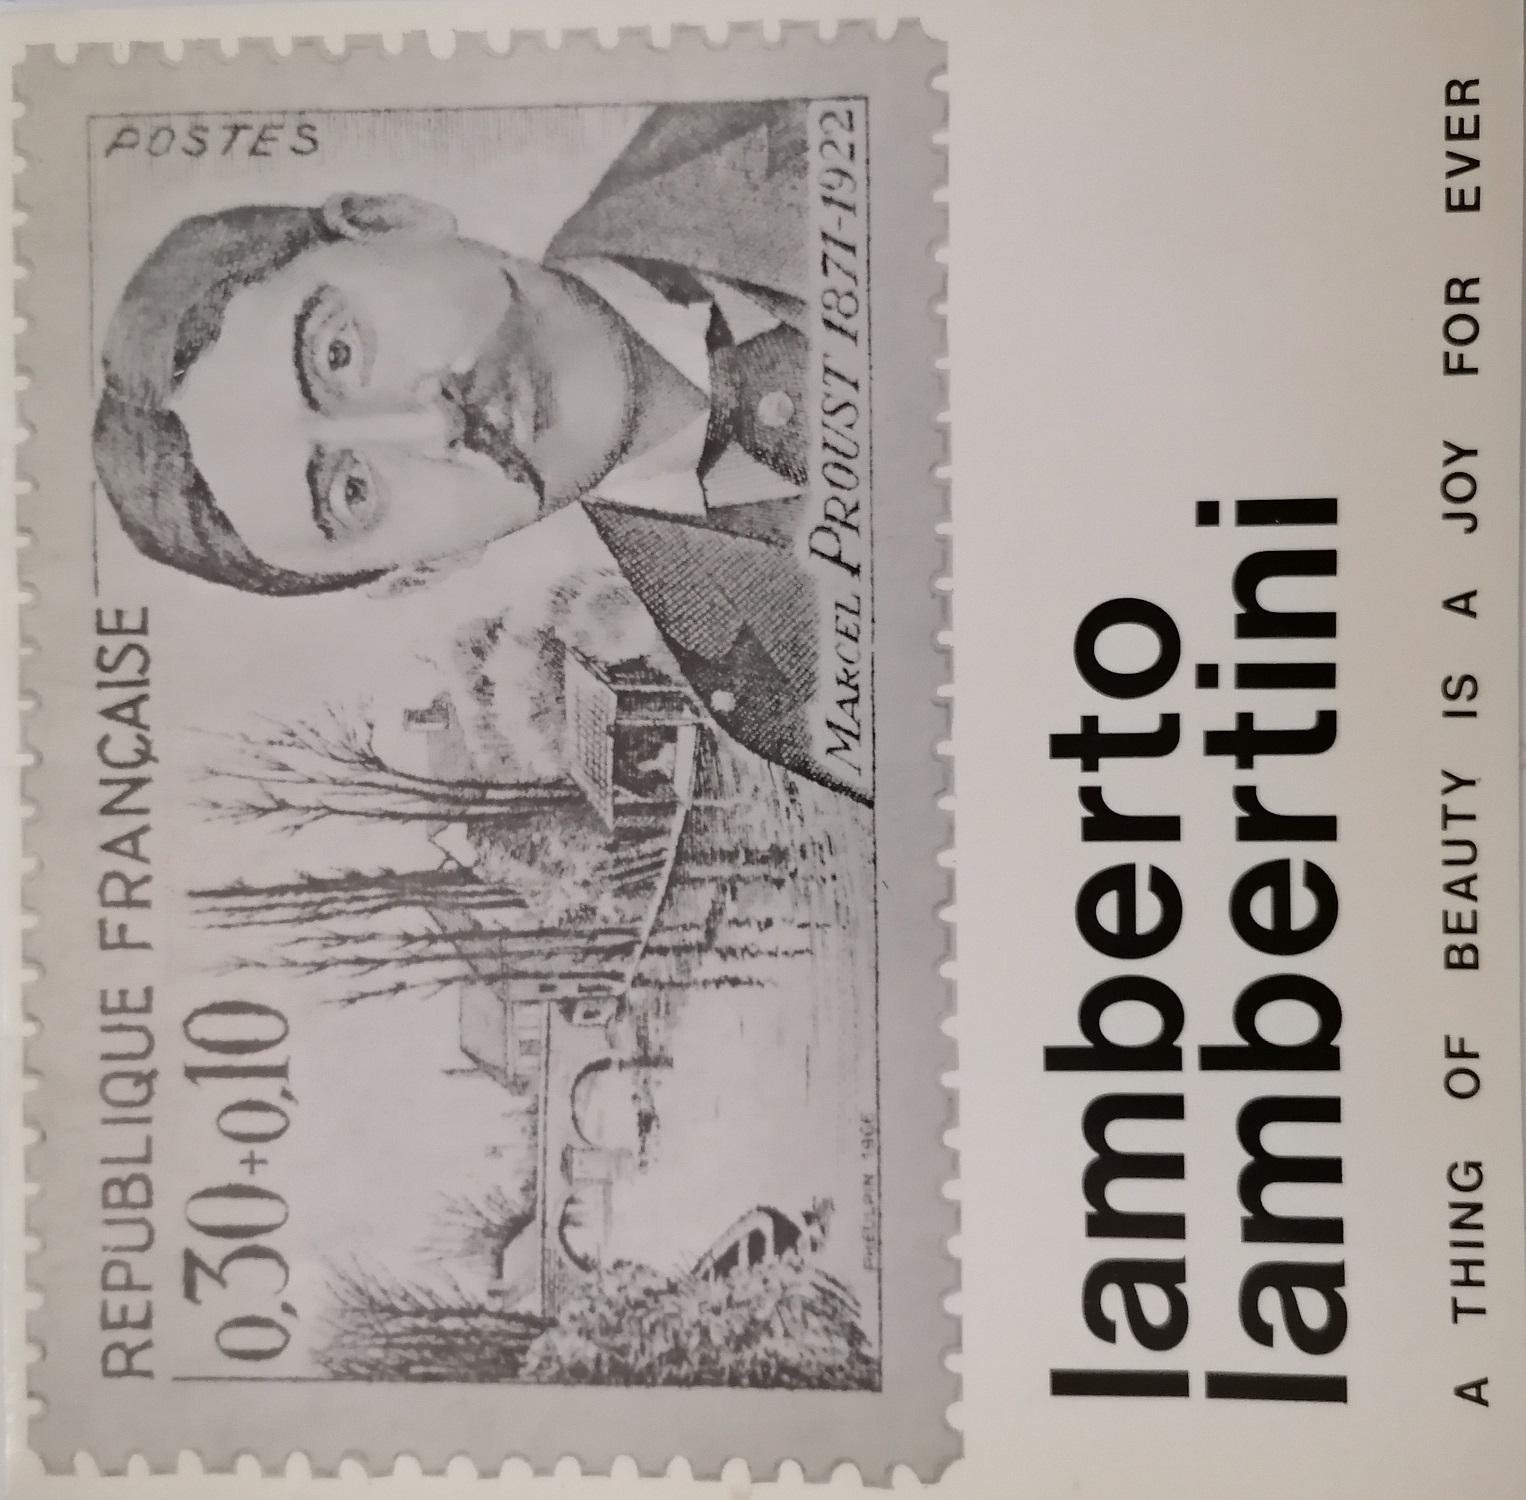 POSTES
REPUBLIQUE FRANÇAISE
0,30+0,10
MARCEL PROUST 1871-1922
lamberto
lambertini
A THING OF BEAUTY IS A JOY FOR EVER